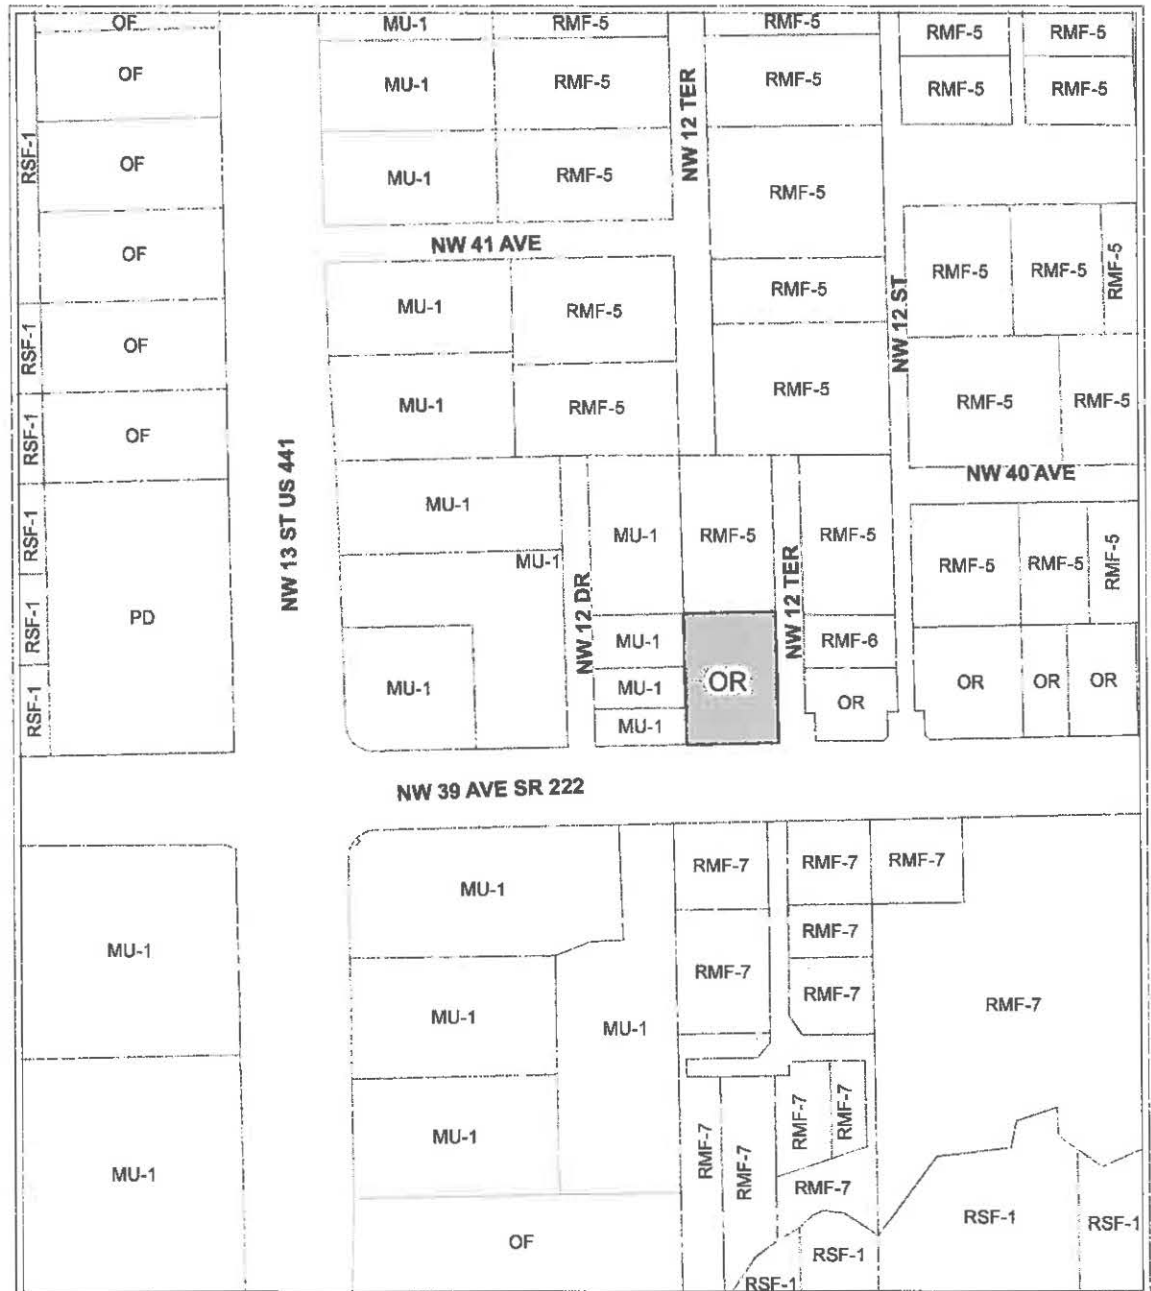 OF MU-1 RMF-5 RMF-5 RMF-5 RMF-5
OF MU-1 RMF-5 RMF-5 RMF-5 RMF-5
NW 12 TER
RSF-1
OF MU-1 RMF-5 RMF-5
NW 41 AVE
OF RMF-5 RMF-5 RMF-5
MU-1 RMF-5 RMF-5
NW 12 ST
RSF-1
OF
MU-1 RMF-5 RMF-5 RMF-5 RMF-5
RSF-1
OF
NW 40 AVE
NW 13 ST US 441
MU-1
RSF-1
MU-1 RMF-5 RMF-5 RMF-5 RMF-5 RMF-5
MU-1
NW 12 DR
NW 12 TER
RSF-1
PD
MU-1 RMF-6
RSF-1
MU-1 MU-1 OR OR OR OR OR
MU-1
NW 39 AVE SR 222
MU-1 RMF-7 RMF-7 RMF-7
MU-1 RMF-7
RMF-7 RMF-7 RMF-7
MU-1 MU-1
RMF-7 RMF-7
MU-1 MU-1 RMF-7 RMF-7
RMF-7
RSF-1 RSF-1
OF RSF-1 RSF-1